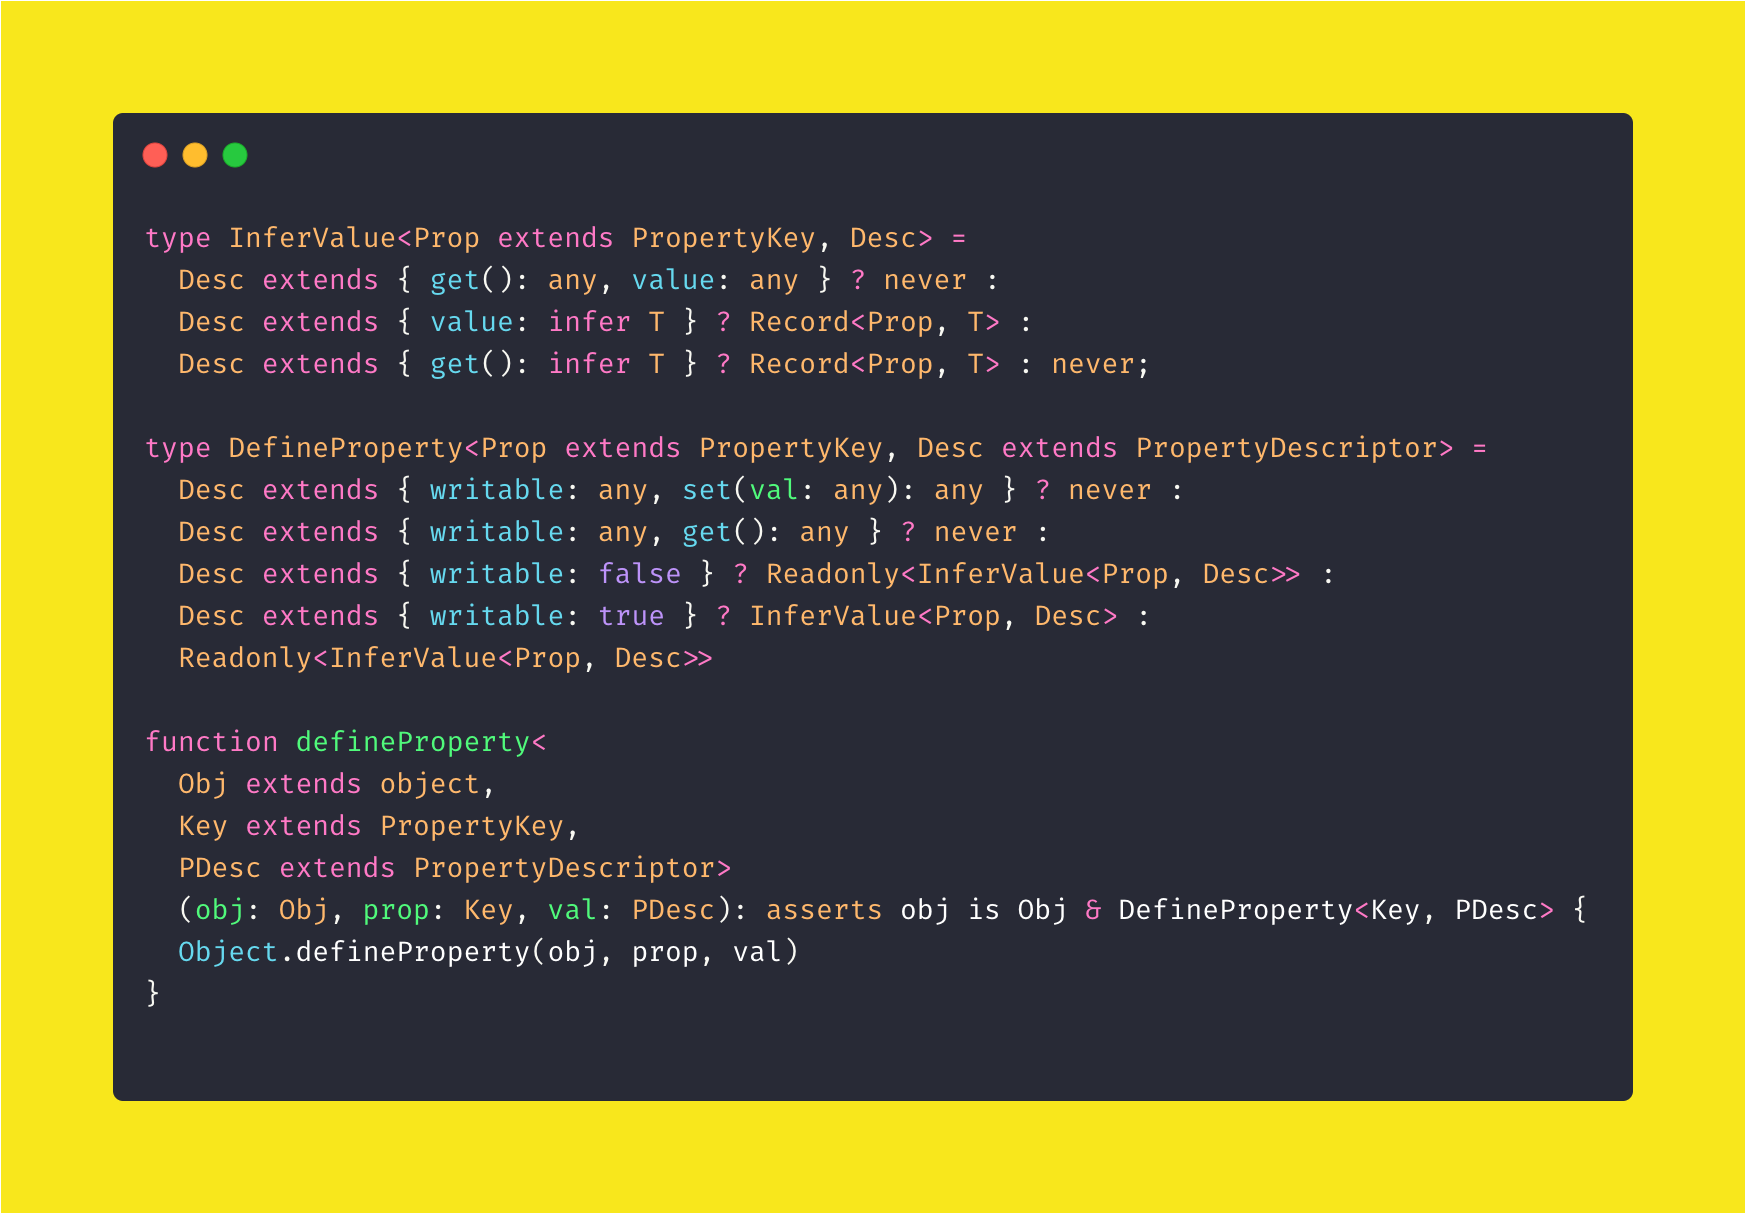 type InferValue<Prop extends PropertyKey, Desc> =
  Desc extends { get(): any, value: any } ? never :
  Desc extends { value: infer T } ? Record<Prop, T> :
  Desc extends { get(): infer T } ? Record<Prop, T> : never;

type DefineProperty<Prop extends PropertyKey, Desc extends PropertyDescriptor> =
  Desc extends { writable: any, set(val: any): any } ? never :
  Desc extends { writable: any, get(): any } ? never :
  Desc extends { writable: false } ? Readonly<InferValue<Prop, Desc>> :
  Desc extends { writable: true } ? InferValue<Prop, Desc> :
  Readonly<InferValue<Prop, Desc>>

function defineProperty<
  Obj extends object,
  Key extends PropertyKey,
  PDesc extends PropertyDescriptor>
  (obj: Obj, prop: Key, val: PDesc): asserts obj is Obj & DefineProperty<Key, PDesc> {
  Object.defineProperty(obj, prop, val)
}